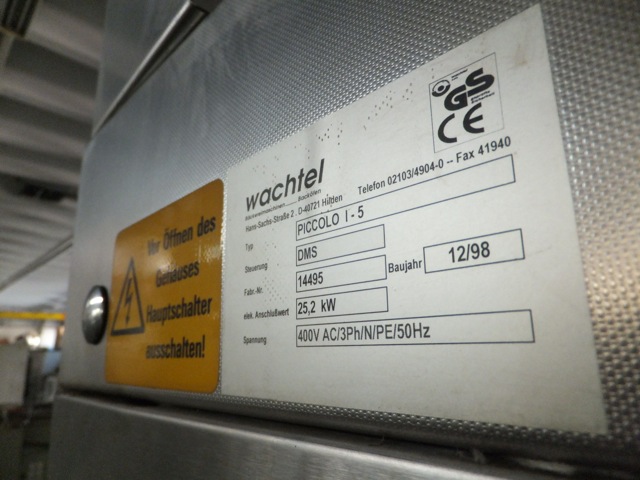 GS
CE
wachtel
Bäckereimaschinen Backöfen
Hans-Sachs-Straße 2 . D-40721 Hilden Telefon 02103/4904-0 -- Fax 41940
Typ PICCOLO I - 5
Steuerung DMS
Fabr.-Nr. 14495 Baujahr 12/98
elek. Anschlußwert 25,2 kW
Spannung 400V AC/3Ph/N/PE/50Hz
Vor Öffnen des
Gehäuses
Hauptschalter
ausschalten!